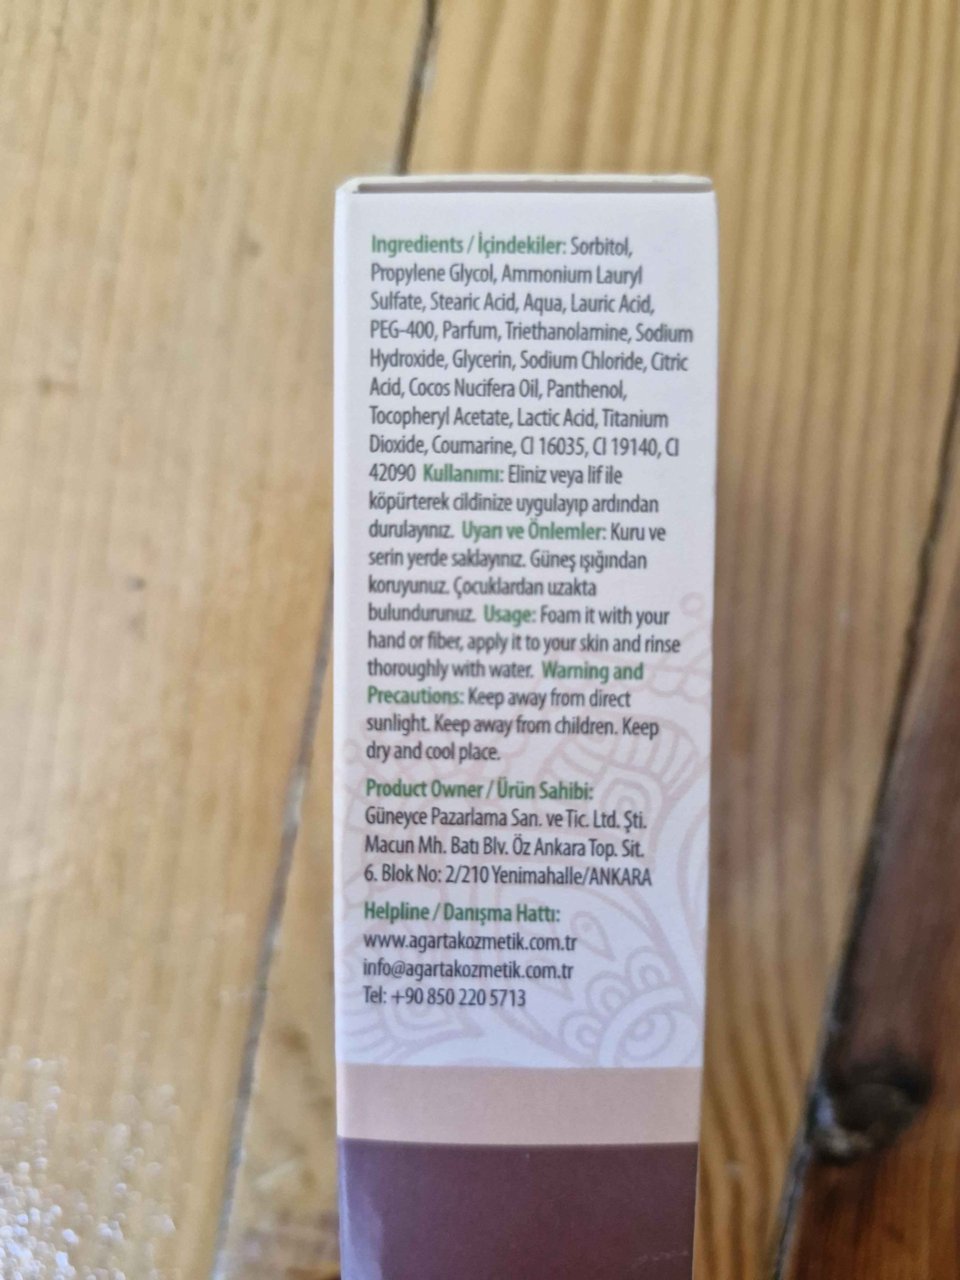 Ingredients / İçindekiler: Sorbitol,
Propylene Glycol, Ammonium Lauryl
Sulfate, Stearic Acid, Aqua, Lauric Acid,
PEG-400, Parfum, Triethanolamine, Sodium
Hydroxide, Glycerin, Sodium Chloride, Citric
Acid, Cocos Nucifera Oil, Panthenol,
Tocopheryl Acetate, Lactic Acid, Titanium
Dioxide, Coumarine, CI 16035, CI 19140, CI
42090 Kullanımı: Eliniz veya lif ile
köpürterek cildinize uygulayıp ardından
durulayınız. Uyarı ve Önlemler: Kuru ve
serin yerde saklayınız. Güneş ışığından
koruyunuz. Çocuklardan uzakta
bulundurunuz. Usage: Foam it with your
hand or fiber, apply it to your skin and rinse
thoroughly with water. Warning and
Precautions: Keep away from direct
sunlight. Keep away from children. Keep
dry and cool place.
Product Owner / Ürün Sahibi:
Güneyce Pazarlama San. ve Tic. Ltd. Şti.
Macun Mh. Batı Blv. Öz Ankara Top. Sit.
6. Blok No: 2/210 Yenimahalle/ANKARA
Helpline / Danışma Hattı:
www.agartakozmetik.com.tr
info@agartakozmetik.com.tr
Tel: +90 850 220 5713